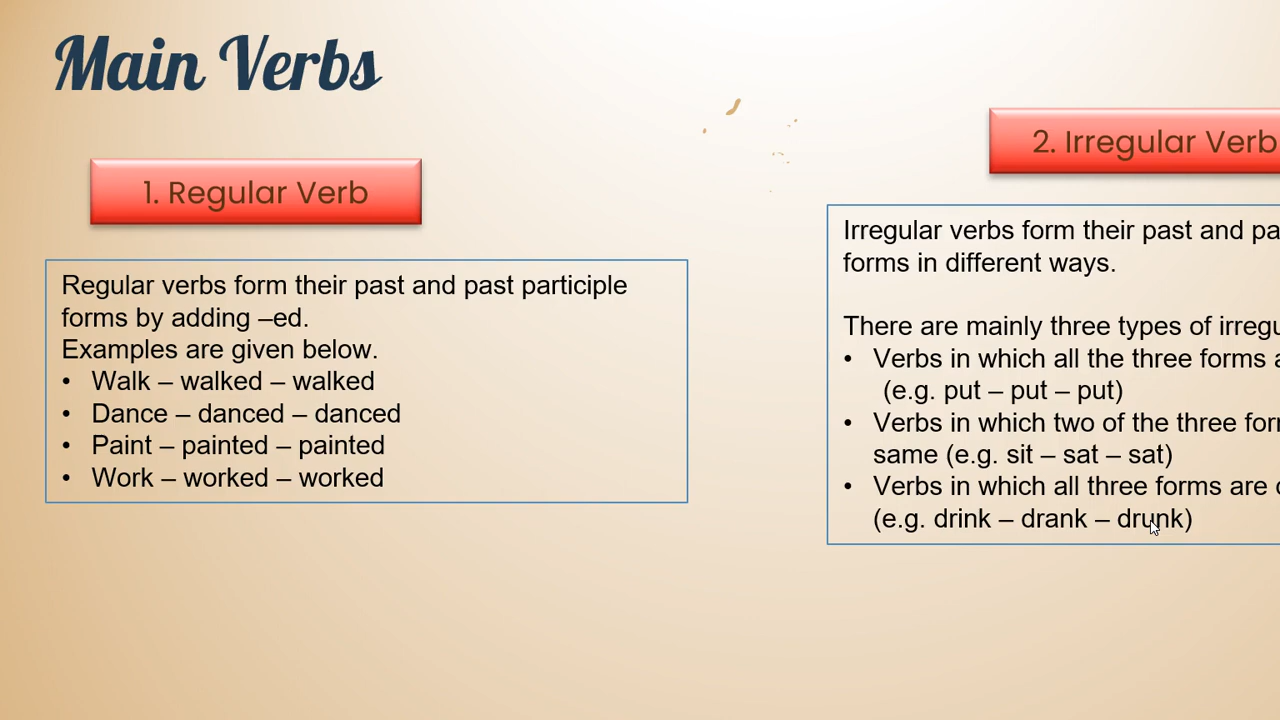 Main Verbs
1. Regular Verb
Regular verbs form their past and past participle
forms by adding –ed.
Examples are given below.
• Walk – walked – walked
• Dance – danced – danced
• Paint – painted – painted
• Work – worked – worked
2. Irregular Verb
Irregular verbs form their past and
forms in different ways.
There are mainly three types of
• Verbs in which all the three forms
(e.g. put – put – put)
• Verbs in which two of the three
same (e.g. sit – sat – sat)
• Verbs in which all three forms are
(e.g. drink – drank – drunk)